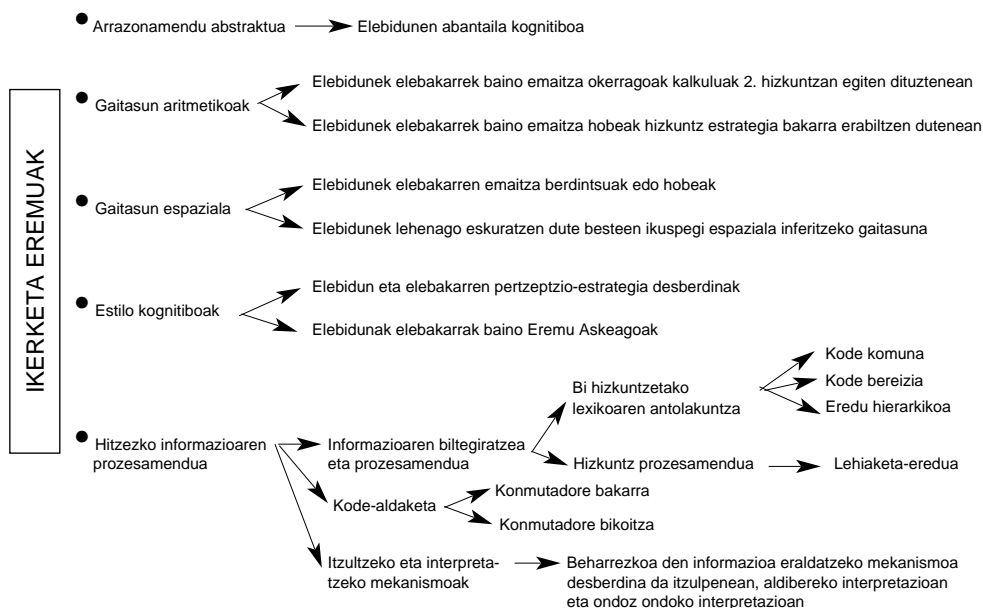 IKERKETA EREMUAK
Arrazonamendu abstraktua
Elebidunen abantaila kognitiboa
Gaitasun aritmetikoak
Elebidunek elebakarrek baino emaitza okerragoak kalkuluak 2. hizkuntzan egiten dituztenean
Elebidunek elebakarrek baino emaitza hobeak hizkuntz estrategia bakarra erabiltzen dutenean
Gaitasun espaziala
Elebidunek elebakarren emaitza berdintsuak edo hobeak
Elebidunek lehenago eskuratzen dute besteen ikuspegi espaziala inferitzeko gaitasuna
Estilo kognitiboak
Elebidun eta elebakarren pertzeptzio-estrategia desberdinak
Elebidunak elebakarrak baino Eremu Askeagoak
Hitzezko informazioaren
prozesamendua
Informazioaren biltegiratzea
eta prozesamendua
Bi hizkuntzetako
lexikoaren antolakuntza
Kode komuna
Kode bereizia
Eredu hierarkikoa
Hizkuntz prozesamendua
Lehiaketa-eredua
Kode-aldaketa
Konmutadore bakarra
Konmutadore bikoitza
Itzultzeko eta interpreta-
tzeko mekanismoak
Beharrezkoa den informazioa eraldatzeko mekanismoa
desberdina da itzulpenean, aldibereko interpretazioan
eta ondoz ondoko interpretazioan